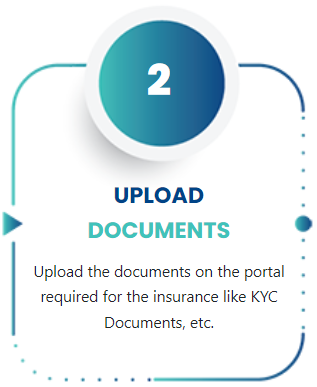 2
UPLOAD
DOCUMENTS
Upload the documents on the portal
required for the insurance like KYC
Documents, etc.